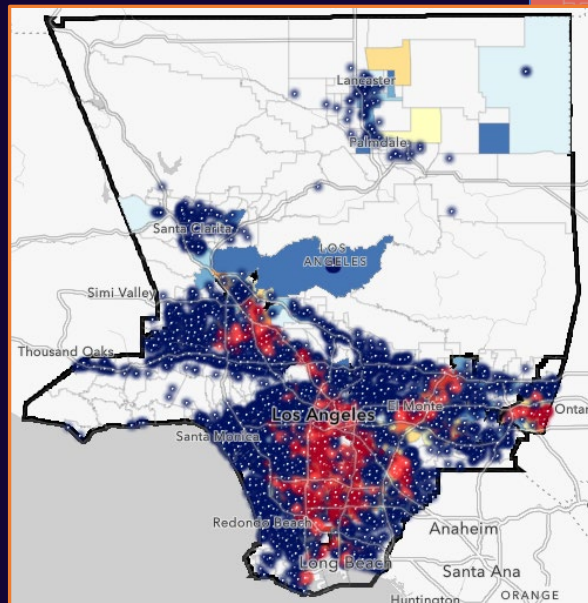 Lancaster
Palmdale
Santa Clarita
LOS
ANGELES
Simi Valley
Thousand Oaks
Los Angeles
El Monte
Santa Monica
Redondo Beach
Anaheim
Long Beach
Santa Ana
Huntington
ORANGE